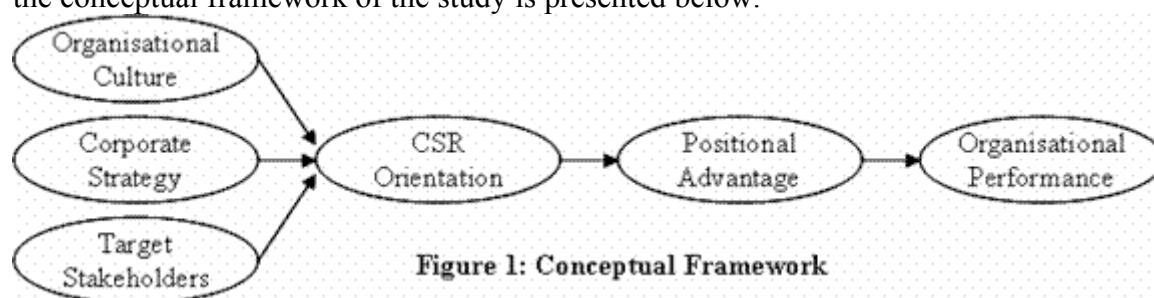 the conceptual framework of the study is presented below.
Organisational
Culture
Corporate
Strategy
Target
Stakeholders
CSR
Orientation
Positional
Advantage
Organisational
Performance
Figure 1: Conceptual Framework